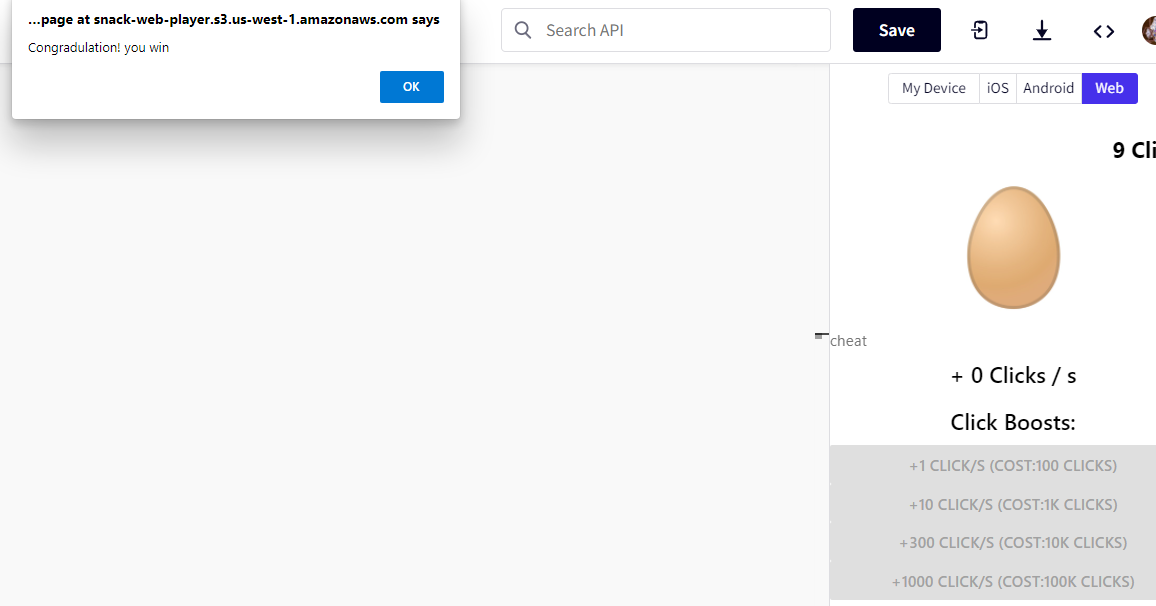 ...page at snack-web-player.s3.us-west-1.amazonaws.com says
Congradulation! you win
OK
Search API
Save
My Device
iOS
Android
Web
9 Cli
cheat
+ 0 Clicks / s
Click Boosts:
+1 CLICK/S (COST:100 CLICKS)
+10 CLICK/S (COST:1K CLICKS)
+300 CLICK/S (COST:10K CLICKS)
+1000 CLICK/S (COST:100K CLICKS)